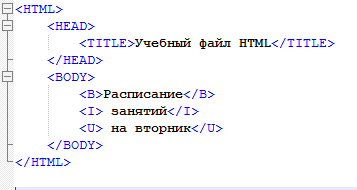 <HTML>
<HEAD>
<TITLE>Учебный файл HTML</TITLE>
</HEAD>
<BODY>
<B>Расписание</B>
<I> занятий</I>
<U> на вторник</U>
</BODY>
</HTML>